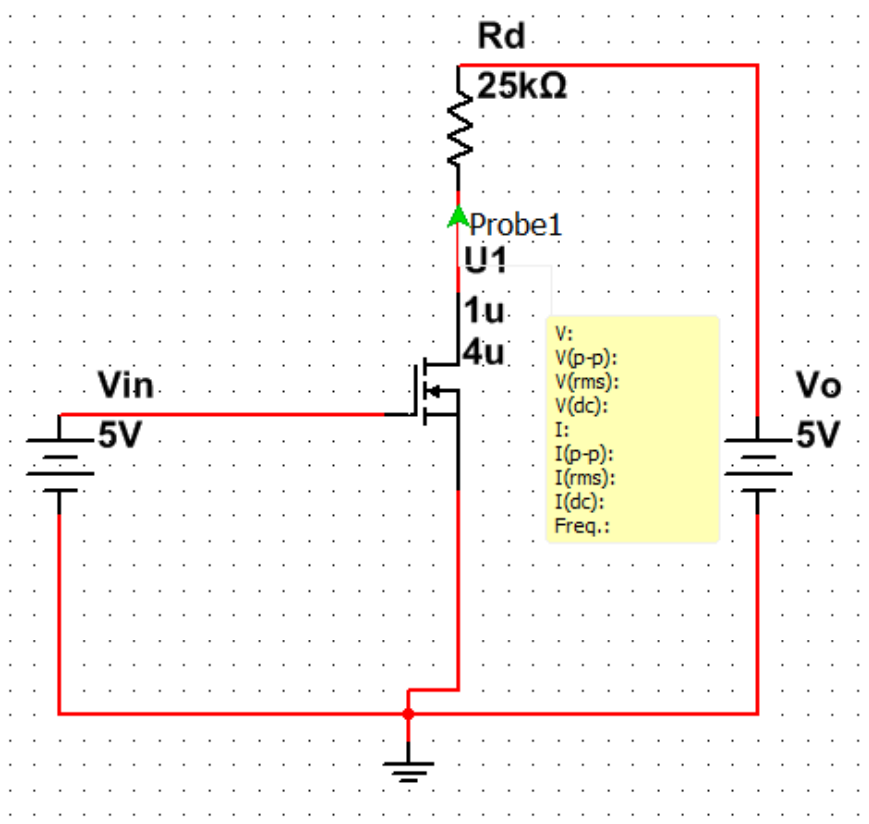 Rd
25kΩ
Probe1
U1
1u
4u
Vin
5V
V:
V(p-p):
V(rms):
V(dc):
I:
I(p-p):
I(rms):
I(dc):
Freq.:
Vo
5V